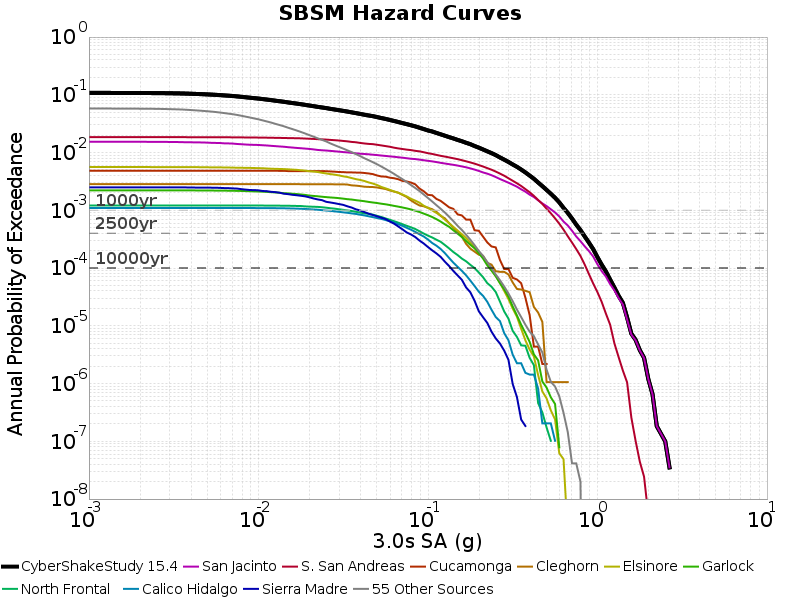 SBSM Hazard Curves
Annual Probability of Exceedance
10^0
10^-1
10^-2
10^-3
10^-4
10^-5
10^-6
10^-7
10^-8
1000yr
2500yr
10000yr
10^-3 10^-2 10^-1 10^0 10^1
3.0s SA (g)
CyberShakeStudy 15.4 San Jacinto S. San Andreas Cucamonga Cleghorn Elsinore Garlock
North Frontal Calico Hidalgo Sierra Madre 55 Other Sources